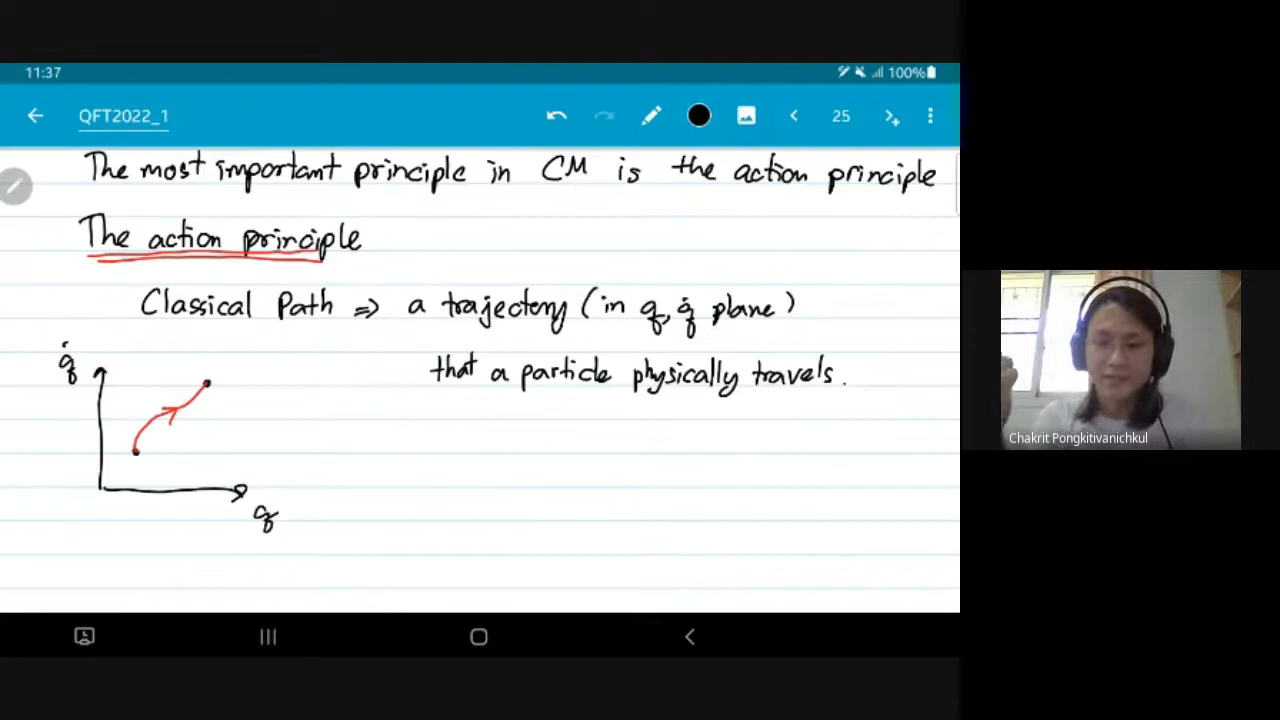 11:37
100%
QFT2022_1
25
The most important principle in CM is the action principle
The action principle
Classical Path ⇒ a trajectory (in q, q̇ plane)
that a particle physically travels.
q̇
q
Chakrit Pongkitivanichkul